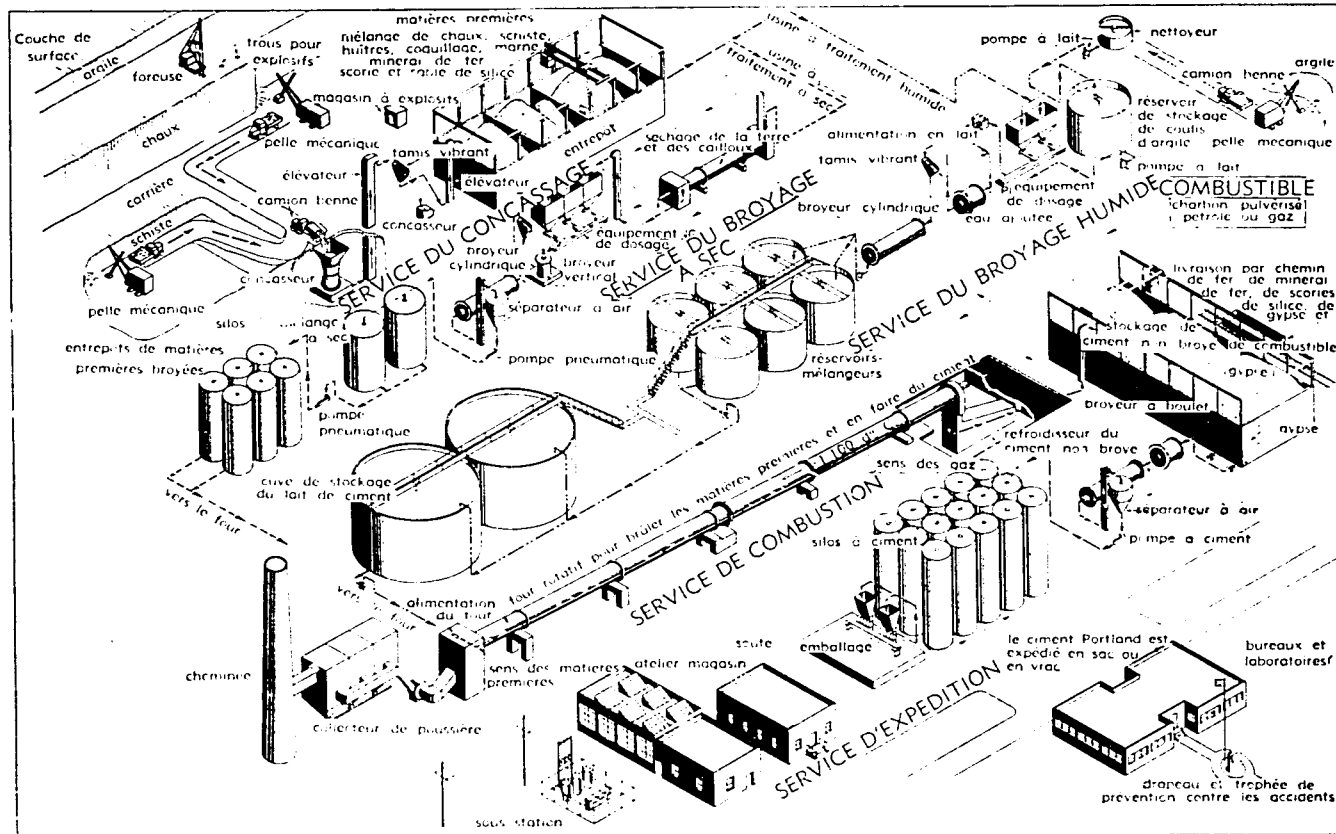 Couche de
surface
argile
foreuse
trous pour
explosifs
matières premières
mélange de chaux, schiste
huîtres, coquillage, marne
minerai de fer
scorie et sable de silice
magasin à explosifs
chaux
pelle mécanique
tamis vibrant
élévateur
élévateur
entrepôt
carrière
camion benne
schiste
concasseur
concasseur
pelle mécanique
SERVICE DU CONCASSAGE
usine à traitement humide
usine à
traitement à sec
séchage de la terre
et des cailloux
équipement
de dosage
broyeur
cylindrique
broyeur
vertical
séparateur à air
SERVICE DU BROYAGE
A SEC
pompe à lait
nettoyeur
argile
camion benne
réservoir
de stockage
de coulis
d'argile
pelle mécanique
alimentation en lait
tamis vibrant
pompe à lait
équipement
de dosage
eau ajoutée
broyeur cylindrique
COMBUSTIBLE
charbon pulvérisé
pétrole ou gaz
SERVICE DU BROYAGE HUMIDE
silos
à sec
entrepôts de matières
premières broyées
pompe pneumatique
pompe
pneumatique
réservoirs-
mélangeurs
livraison par chemin
de fer de minerai
de fer, de scories
de silice, de
gypse et
de combustible
stockage de
ciment non broyé
gypse
gypse
broyeur à boulet
refroidisseur du
ciment non broyé
séparateur à air
pompe à ciment
vers le four
cuve de stockage
du lait de ciment
four rotatif pour brûler les matières premières et en faire du ciment
sens des gaz
SERVICE DE COMBUSTION
silos à ciment
vers le four
alimentation
du four
cheminée
sens des matières
premières
collecteur de poussière
atelier magasin
soute
emballage
le ciment Portland est
expédié en sac ou
en vrac
bureaux et
laboratoires
SERVICE D'EXPEDITION
sous station
drapeau et trophée de
prévention contre les accidents